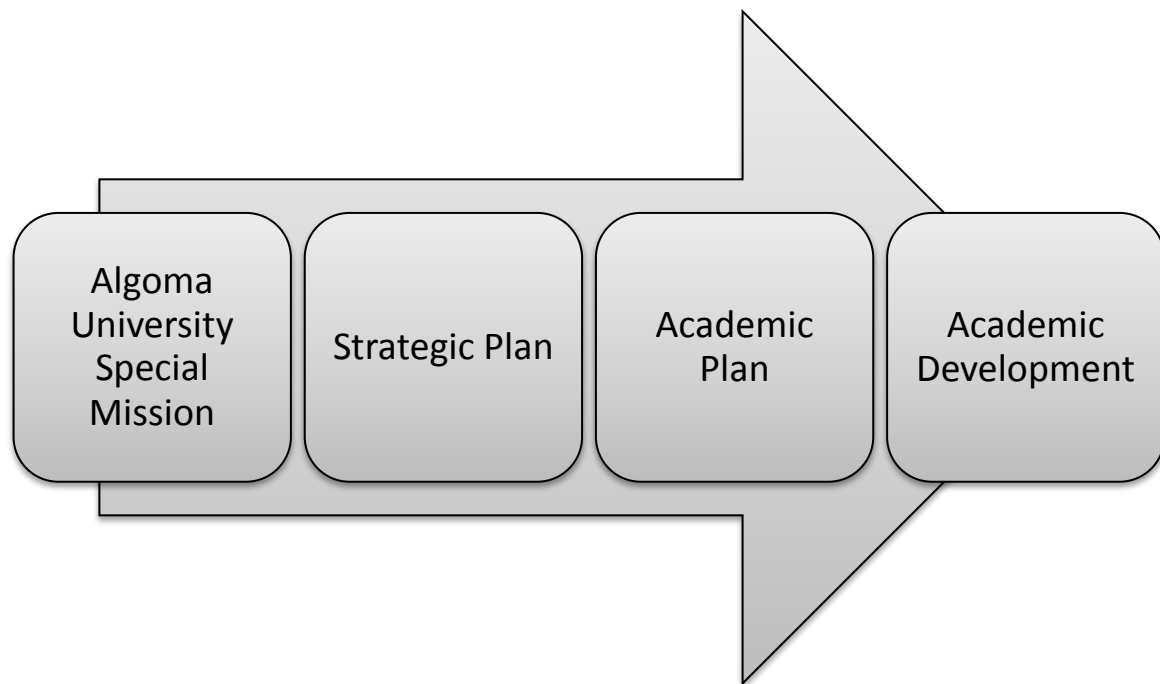 Algoma
University
Special
Mission
Strategic Plan
Academic
Plan
Academic
Development